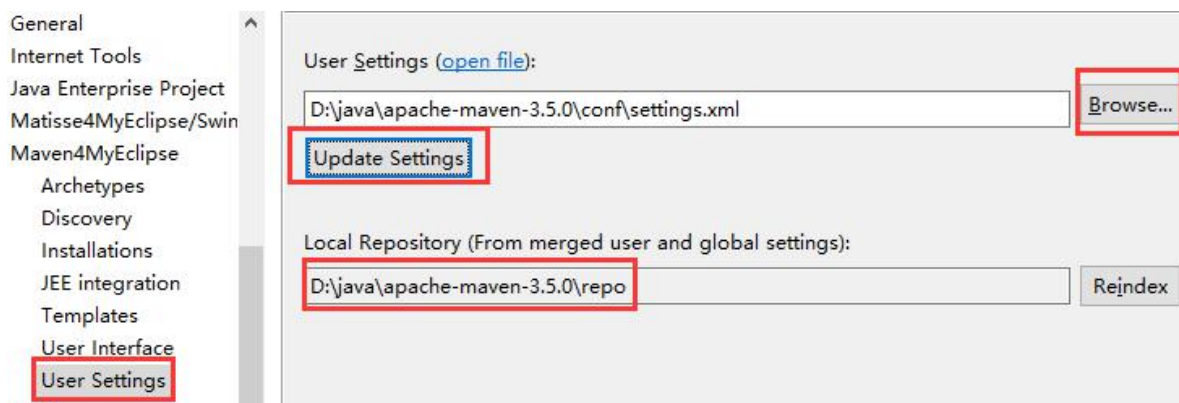 General
Internet Tools
Java Enterprise Project
Matisse4MyEclipse/Swin
Maven4MyEclipse
Archetypes
Discovery
Installations
JEE integration
Templates
User Interface
User Settings
User Settings (open file):
D:\java\apache-maven-3.5.0\conf\settings.xml
Browse...
Update Settings
Local Repository (From merged user and global settings):
D:\java\apache-maven-3.5.0\repo
Reindex